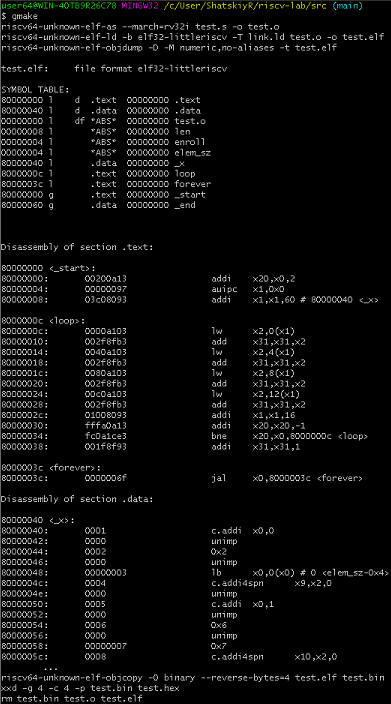 user640WIN-4OT89R26C78 MINGW32 /c/User/ShatskiyR/riscv-lab/src (main)
$ gmake
riscv64-unknown-elf-as --march=rv32i test.s -o test.o
riscv64-unknown-elf-ld -b elf32-littleriscv -T link.ld test.o -o test.elf
riscv64-unknown-elf-objdump -D -M numeric,no-aliases -t test.elf
test.elf:     file format elf32-littleriscv
SYMBOL TABLE:
80000000 l    d  .text  00000000 .text
80000040 l    d  .data  00000000 .data
00000000 l    df *ABS*  00000000 test.o
00000008 l       *ABS*  00000000 len
00000004 l       *ABS*  00000000 enroll
00000004 l       *ABS*  00000000 elem_sz
80000040 l       .data  00000000 _x
8000000c l       .text  00000000 loop
8000003c l       .text  00000000 forever
80000000 g       .text  00000000 _start
80000060 g       .data  00000000 _end
Disassembly of section .text:
80000000 <_start>:
80000000:       00200a13                addi    x20,x0,2
80000004:       00000097                auipc   x1,0x0
80000008:       03c08093                addi    x1,x1,60 # 80000040 <_x>
8000000c <loop>:
8000000c:       0000a103                lw      x2,0(x1)
80000010:       002f8fb3                add     x31,x31,x2
80000014:       0040a103                lw      x2,4(x1)
80000018:       002f8fb3                add     x31,x31,x2
8000001c:       0080a103                lw      x2,8(x1)
80000020:       002f8fb3                add     x31,x31,x2
80000024:       00c0a103                lw      x2,12(x1)
80000028:       002f8fb3                add     x31,x31,x2
8000002c:       01008093                addi    x1,x1,16
80000030:       fffa0a13                addi    x20,x20,-1
80000034:       fc0a1ce3                bne     x20,x0,8000000c <loop>
80000038:       001f8f93                addi    x31,x31,1
8000003c <forever>:
8000003c:       0000006f                jal     x0,8000003c <forever>
Disassembly of section .data:
80000040 <_x>:
80000040:       0001                    c.addi  x0,0
80000042:       0000                    unimp
80000044:       0002                    0x2
80000046:       0000                    unimp
80000048:       00000003                lb      x0,0(x0) # 0 <elem_sz-0x4>
8000004c:       0004                    c.addi4spn      x9,x2,0
8000004e:       0000                    unimp
80000050:       0005                    c.addi  x0,1
80000052:       0000                    unimp
80000054:       0006                    0x6
80000056:       0000                    unimp
80000058:       00000007                0x7
8000005c:       0008                    c.addi4spn      x10,x2,0
...
riscv64-unknown-elf-objcopy -O binary --reverse-bytes=4 test.elf test.bin
xxd -g 4 -c 4 -p test.bin test.hex
rm test.bin test.o test.elf